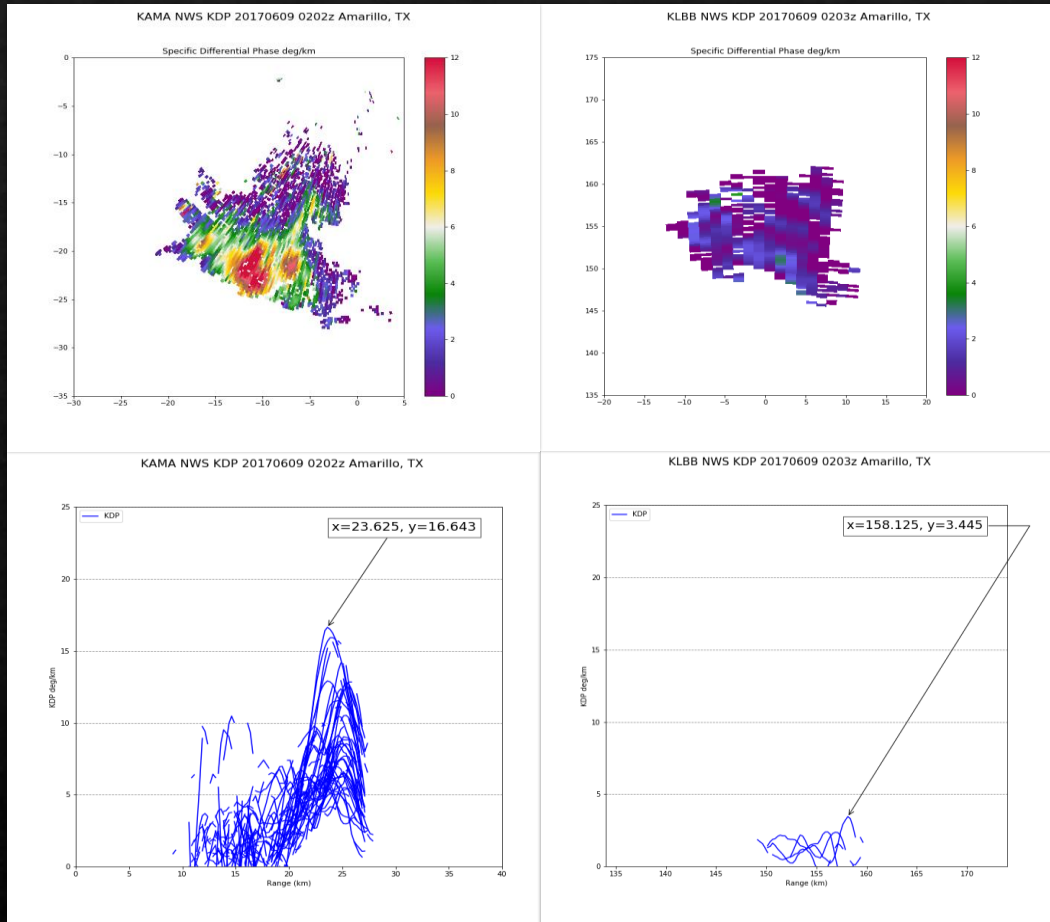 KAMA NWS KDP 20170609 0202z Amarillo, TX
Specific Differential Phase deg/km
0
−5
−10
−15
−20
−25
−30
−35
−30 −25 −20 −15 −10 −5 0 5
12
10
8
6
4
2
0
KLBB NWS KDP 20170609 0203z Amarillo, TX
Specific Differential Phase deg/km
175
170
165
160
155
150
145
140
135
−20 −15 −10 −5 0 5 10 15 20
12
10
8
6
4
2
0
KAMA NWS KDP 20170609 0202z Amarillo, TX
KDP
x=23.625, y=16.643
25
20
15
10
5
0
KDP deg/km
0 5 10 15 20 25 30 35 40
Range (km)
KLBB NWS KDP 20170609 0203z Amarillo, TX
KDP
x=158.125, y=3.445
25
20
15
10
5
0
KDP deg/km
135 140 145 150 155 160 165 170
Range (km)